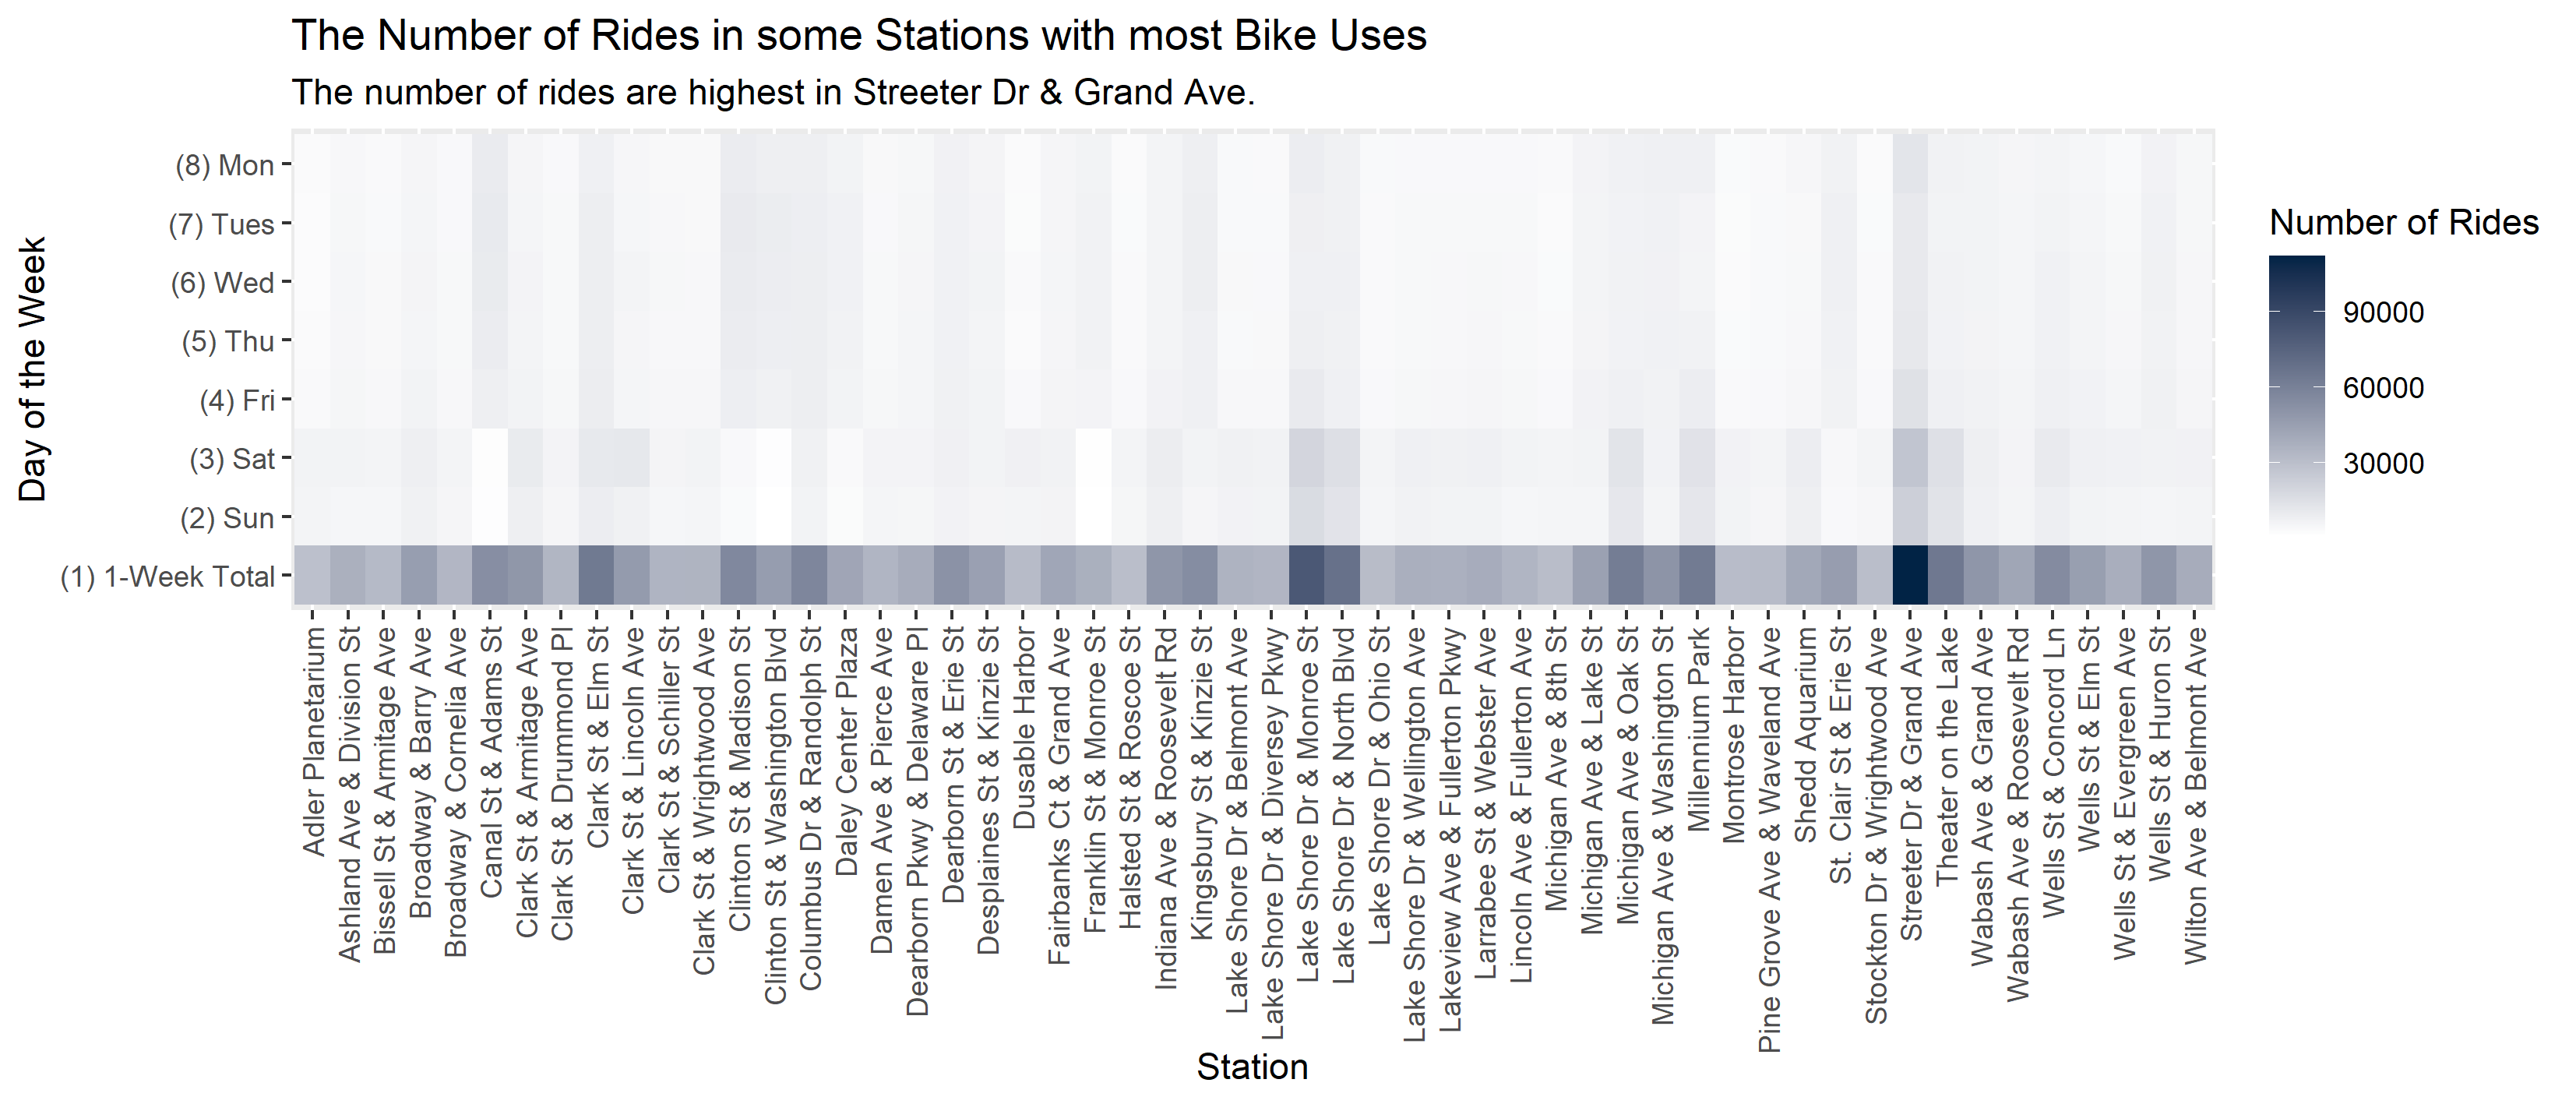 The Number of Rides in some Stations with most Bike Uses
The number of rides are highest in Streeter Dr & Grand Ave.
Day of the Week
(8) Mon
(7) Tues
(6) Wed
(5) Thu
(4) Fri
(3) Sat
(2) Sun
(1) 1-Week Total
Adler Planetarium
Ashland Ave & Division St
Bissell St & Armitage Ave
Broadway & Barry Ave
Broadway & Cornelia Ave
Canal St & Adams St
Clark St & Armitage Ave
Clark St & Drummond Pl
Clark St & Elm St
Clark St & Lincoln Ave
Clark St & Schiller St
Clark St & Wrightwood Ave
Clinton St & Madison St
Clinton St & Washington Blvd
Columbus Dr & Randolph St
Daley Center Plaza
Damen Ave & Pierce Ave
Dearborn Pkwy & Delaware Pl
Dearborn St & Erie St
Desplaines St & Kinzie St
Dusable Harbor
Fairbanks Ct & Grand Ave
Franklin St & Monroe St
Halsted St & Roscoe St
Indiana Ave & Roosevelt Rd
Kingsbury St & Kinzie St
Lake Shore Dr & Belmont Ave
Lake Shore Dr & Diversey Pkwy
Lake Shore Dr & Monroe St
Lake Shore Dr & North Blvd
Lake Shore Dr & Ohio St
Lake Shore Dr & Wellington Ave
Lakeview Ave & Fullerton Pkwy
Larrabee St & Webster Ave
Lincoln Ave & Fullerton Ave
Michigan Ave & 8th St
Michigan Ave & Lake St
Michigan Ave & Oak St
Michigan Ave & Washington St
Millennium Park
Montrose Harbor
Pine Grove Ave & Waveland Ave
Shedd Aquarium
St. Clair St & Erie St
Stockton Dr & Wrightwood Ave
Streeter Dr & Grand Ave
Theater on the Lake
Wabash Ave & Grand Ave
Wabash Ave & Roosevelt Rd
Wells St & Concord Ln
Wells St & Elm St
Wells St & Evergreen Ave
Wells St & Huron St
Wilton Ave & Belmont Ave
Station
Number of Rides
90000
60000
30000